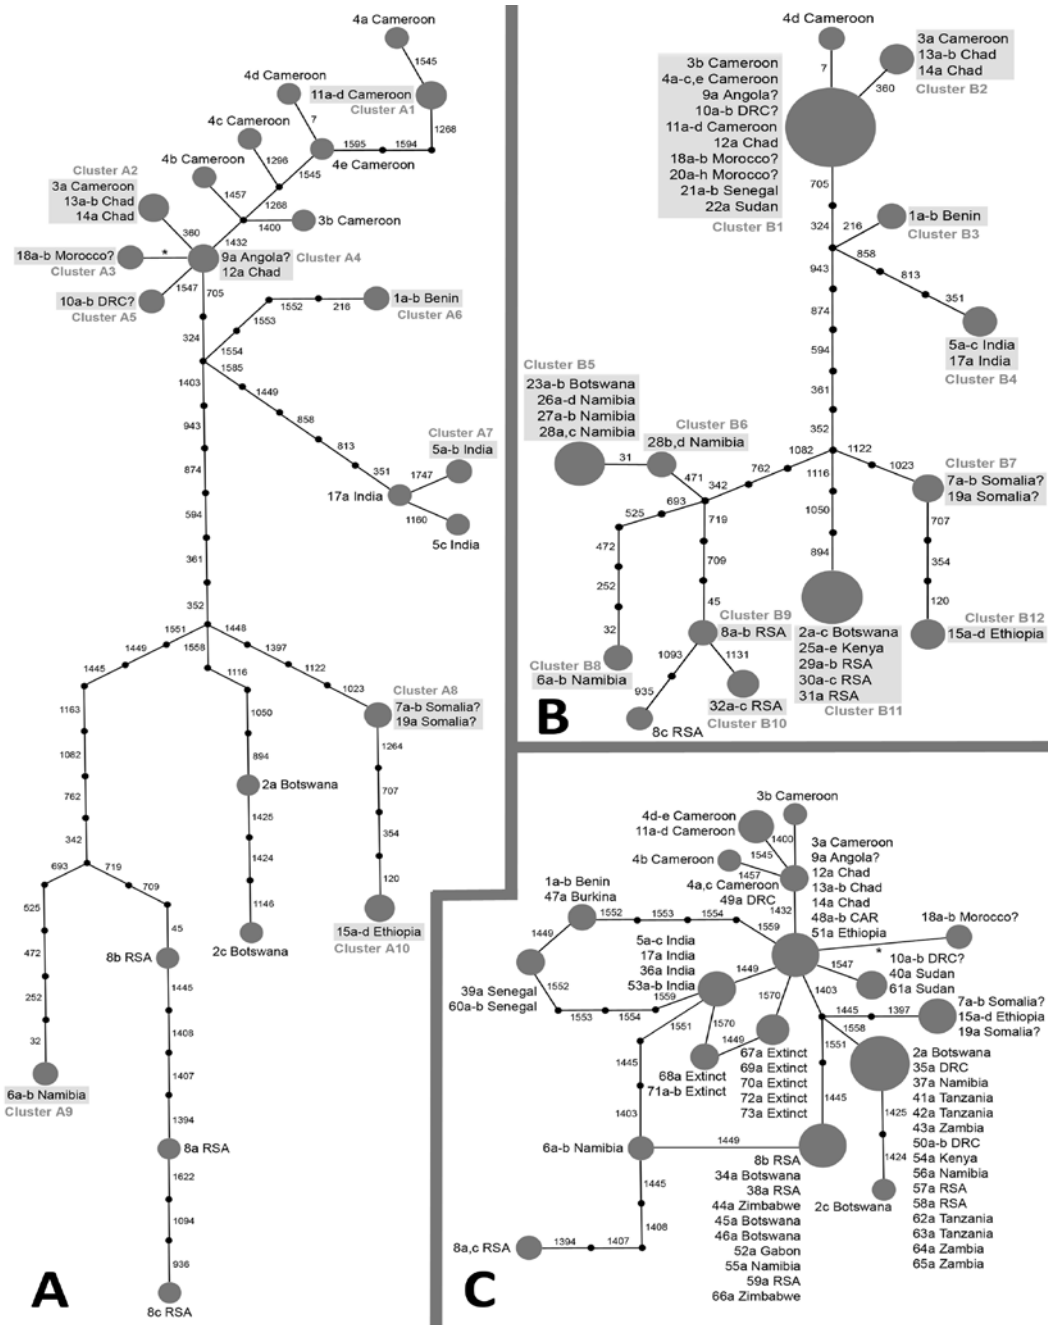 4a Cameroon
1545
4d Cameroon
11a-d Cameroon
Cluster A1
7
4c Cameroon
1268
1595
1594
4e Cameroon
1296
4b Cameroon
1545
Cluster A2
3a Cameroon
13a-b Chad
14a Chad
1457
1268
1400
3b Cameroon
360
1432
18a-b Morocco?
*
Cluster A3
9a Angola?
12a Chad
Cluster A4
1547
705
10a-b DRC?
Cluster A5
1552
216
1a-b Benin
Cluster A6
1553
324
1554
1585
1403
1449
858
943
813
Cluster A7
5a-b India
351
1747
874
17a India
1160
594
5c India
361
352
1551
1448
1449
1558
1397
1445
1116
1122
1163
1023
Cluster A8
7a-b Somalia?
19a Somalia?
1050
1082
894
1264
762
2a Botswana
707
342
1425
354
693
719
1424
709
120
525
1146
45
15a-d Ethiopia
Cluster A10
472
8b RSA
2c Botswana
1445
252
1408
32
1407
6a-b Namibia
Cluster A9
1394
8a RSA
1622
1094
936
8c RSA
A
4d Cameroon
3a Cameroon
13a-b Chad
14a Chad
Cluster B2
7
360
3b Cameroon
4a-c,e Cameroon
9a Angola?
10a-b DRC?
11a-d Cameroon
12a Chad
18a-b Morocco?
20a-h Morocco?
21a-b Senegal
22a Sudan
Cluster B1
705
324
216
1a-b Benin
Cluster B3
858
943
813
351
874
5a-c India
17a India
Cluster B4
594
361
352
Cluster B5
23a-b Botswana
26a-d Namibia
27a-b Namibia
28a,c Namibia
Cluster B6
28b,d Namibia
1082
1122
31
762
1116
1023
Cluster B7
7a-b Somalia?
19a Somalia?
471
342
693
1050
525
719
707
472
894
709
354
252
45
120
32
Cluster B9
8a-b RSA
Cluster B12
15a-d Ethiopia
2a-c Botswana
25a-e Kenya
29a-b RSA
30a-c RSA
31a RSA
Cluster B11
Cluster B8
6a-b Namibia
1093
1131
935
32a-c RSA
Cluster B10
8c RSA
B
3b Cameroon
4d-e Cameroon
11a-d Cameroon
1400
1545
4b Cameroon
1457
4a,c Cameroon
49a DRC
1432
3a Cameroon
9a Angola?
12a Chad
13a-b Chad
14a Chad
48a-b CAR
51a Ethiopia
1a-b Benin
47a Burkina
1552
1553
1554
1559
18a-b Morocco?
*
1449
5a-c India
17a India
36a India
53a-b India
1449
1547
10a-b DRC?
40a Sudan
61a Sudan
1552
1403
39a Senegal
60a-b Senegal
1559
1570
1553
1554
1445
1397
7a-b Somalia?
15a-d Ethiopia
19a Somalia?
1551
1570
1558
1449
1551
67a Extinct
69a Extinct
70a Extinct
72a Extinct
73a Extinct
1445
68a Extinct
71a-b Extinct
1445
2a Botswana
35a DRC
37a Namibia
41a Tanzania
42a Tanzania
43a Zambia
50a-b DRC
54a Kenya
56a Namibia
57a RSA
58a RSA
62a Tanzania
63a Tanzania
64a Zambia
65a Zambia
1403
1425
6a-b Namibia
1449
1424
8b RSA
34a Botswana
38a RSA
44a Zimbabwe
45a Botswana
46a Botswana
52a Gabon
55a Namibia
59a RSA
66a Zimbabwe
2c Botswana
1445
1408
8a,c RSA
1394
1407
C